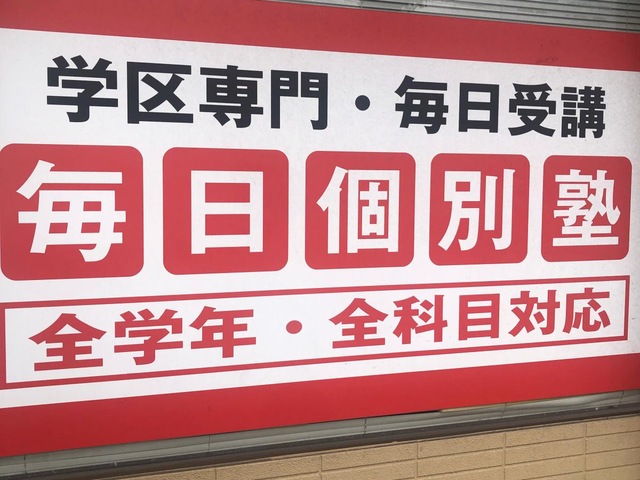 学区専門・毎日受講
毎日個別塾
全学年・全科目対応